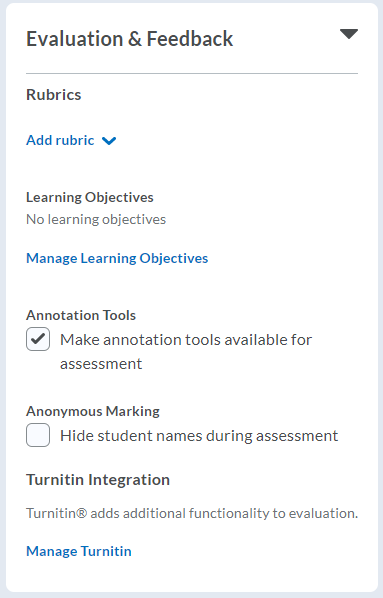 Evaluation & Feedback
Rubrics
Add rubric
Learning Objectives
No learning objectives
Manage Learning Objectives
Annotation Tools
Make annotation tools available for
assessment
Anonymous Marking
Hide student names during assessment
Turnitin Integration
Turnitin® adds additional functionality to evaluation.
Manage Turnitin